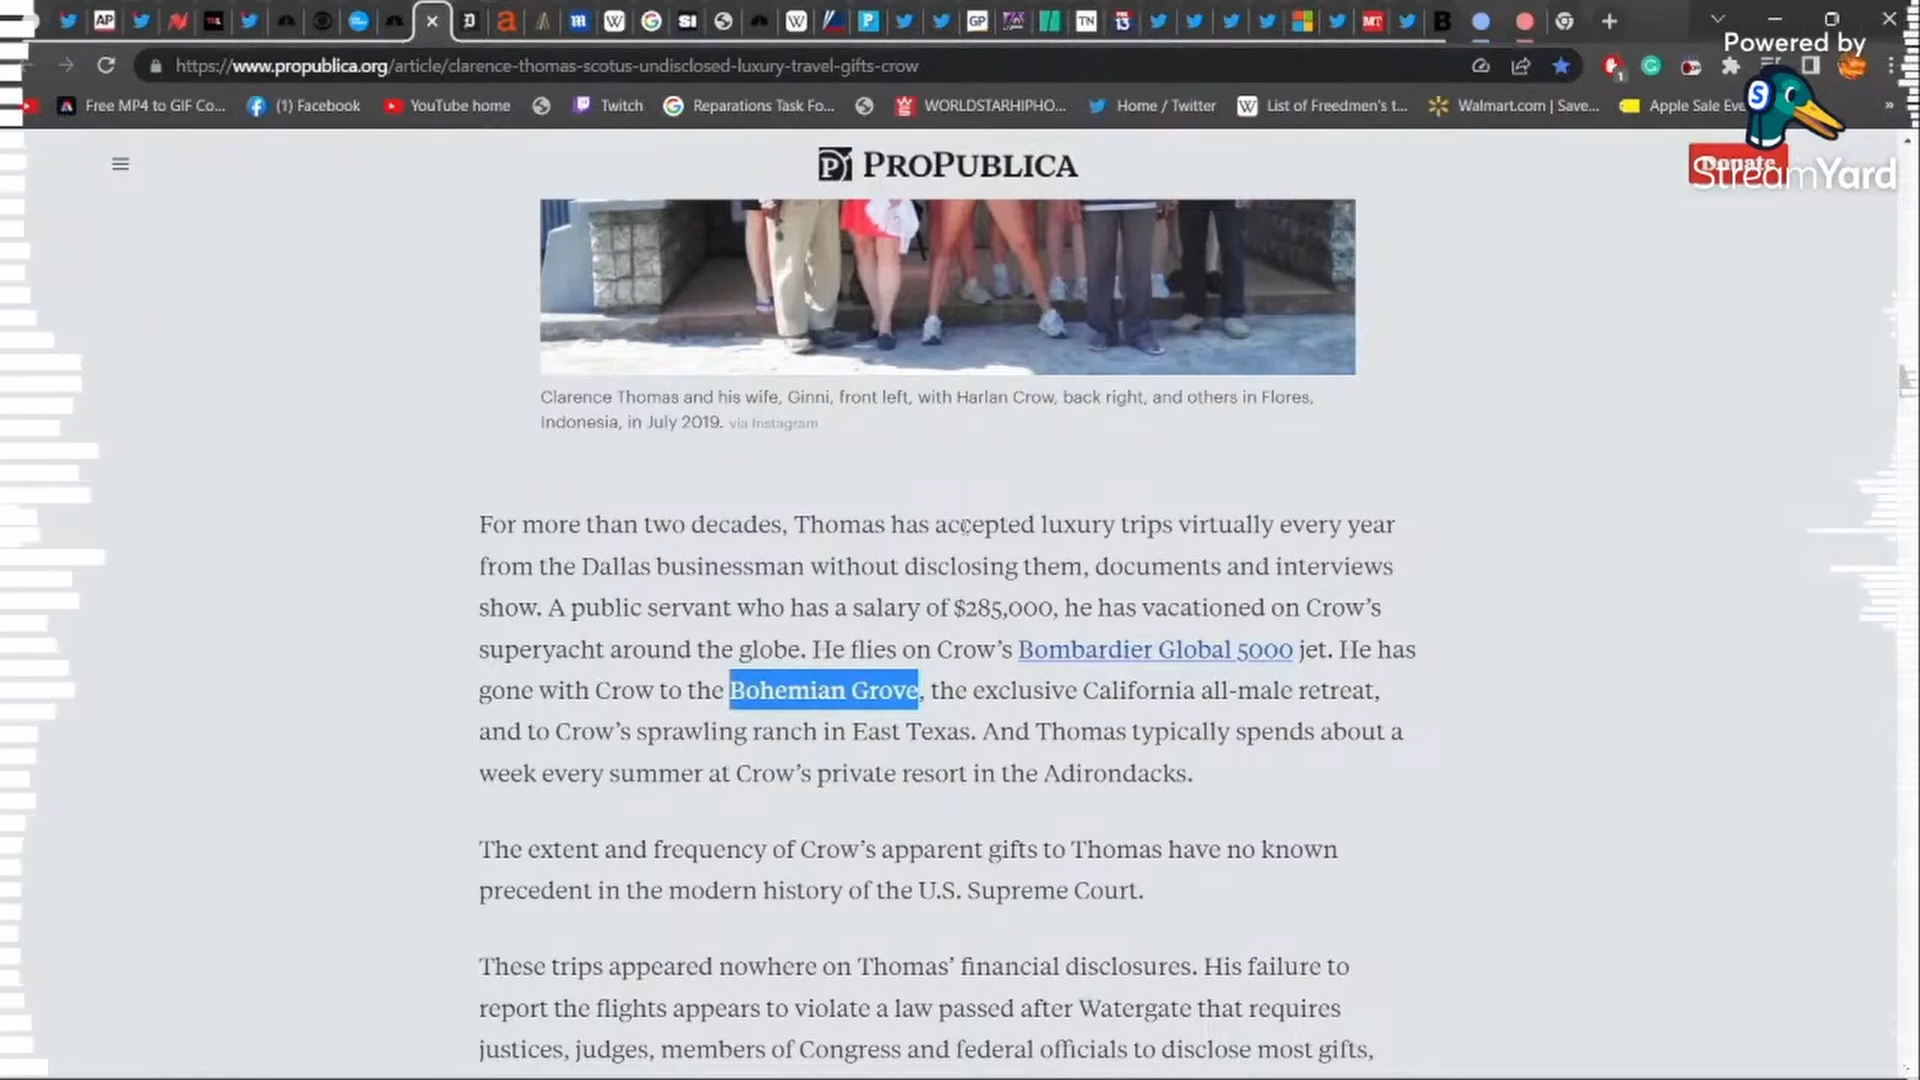 Powered by
StreamYard
https://www.propublica.org/article/clarence-thomas-scotus-undisclosed-luxury-travel-gifts-crow
Free MP4 to GIF Co...
(1) Facebook
YouTube home
Twitch
Reparations Task Fo...
WORLDSTARHIPHO...
Home / Twitter
List of Freedmen's t...
Walmart.com | Save...
Apple Sale Eve
PROPUBLICA
Donate
Clarence Thomas and his wife, Ginni, front left, with Harlan Crow, back right, and others in Flores,
Indonesia, in July 2019. via Instagram
For more than two decades, Thomas has accepted luxury trips virtually every year
from the Dallas businessman without disclosing them, documents and interviews
show. A public servant who has a salary of $285,000, he has vacationed on Crow’s
superyacht around the globe. He flies on Crow’s Bombardier Global 5000 jet. He has
gone with Crow to the Bohemian Grove, the exclusive California all-male retreat,
and to Crow’s sprawling ranch in East Texas. And Thomas typically spends about a
week every summer at Crow’s private resort in the Adirondacks.
The extent and frequency of Crow’s apparent gifts to Thomas have no known
precedent in the modern history of the U.S. Supreme Court.
These trips appeared nowhere on Thomas’ financial disclosures. His failure to
report the flights appears to violate a law passed after Watergate that requires
justices, judges, members of Congress and federal officials to disclose most gifts,